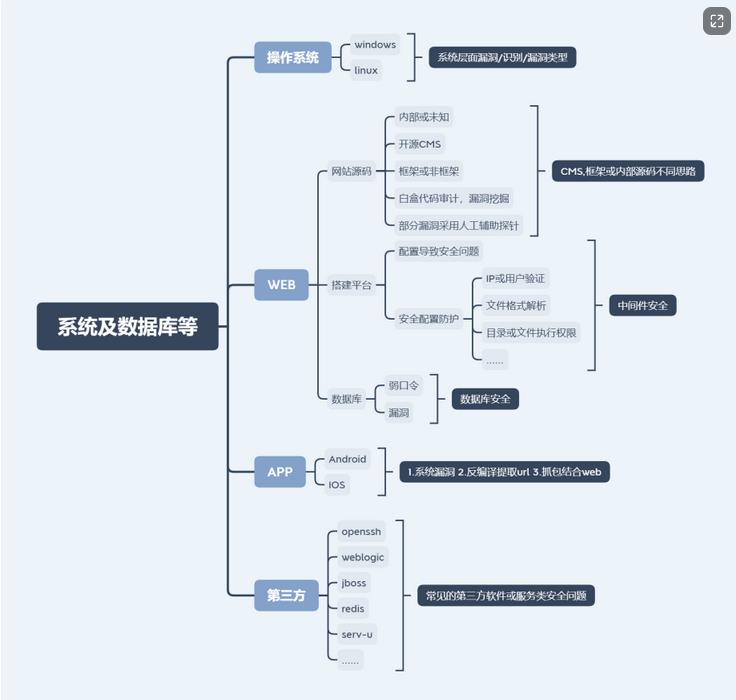 系统及数据库等
操作系统
windows
linux
系统层面漏洞/识别/漏洞类型
WEB
网站源码
内部或未知
开源CMS
框架或非框架
白盒代码审计，漏洞挖掘
部分漏洞采用人工辅助探针
CMS,框架或内部源码不同思路
搭建平台
配置导致安全问题
安全配置防护
IP或用户验证
文件格式解析
目录或文件执行权限
......
中间件安全
数据库
弱口令
漏洞
数据库安全
APP
Android
IOS
1.系统漏洞 2.反编译提取url 3.抓包结合web
第三方
openssh
weblogic
jboss
redis
serv-u
......
常见的第三方软件或服务类安全问题